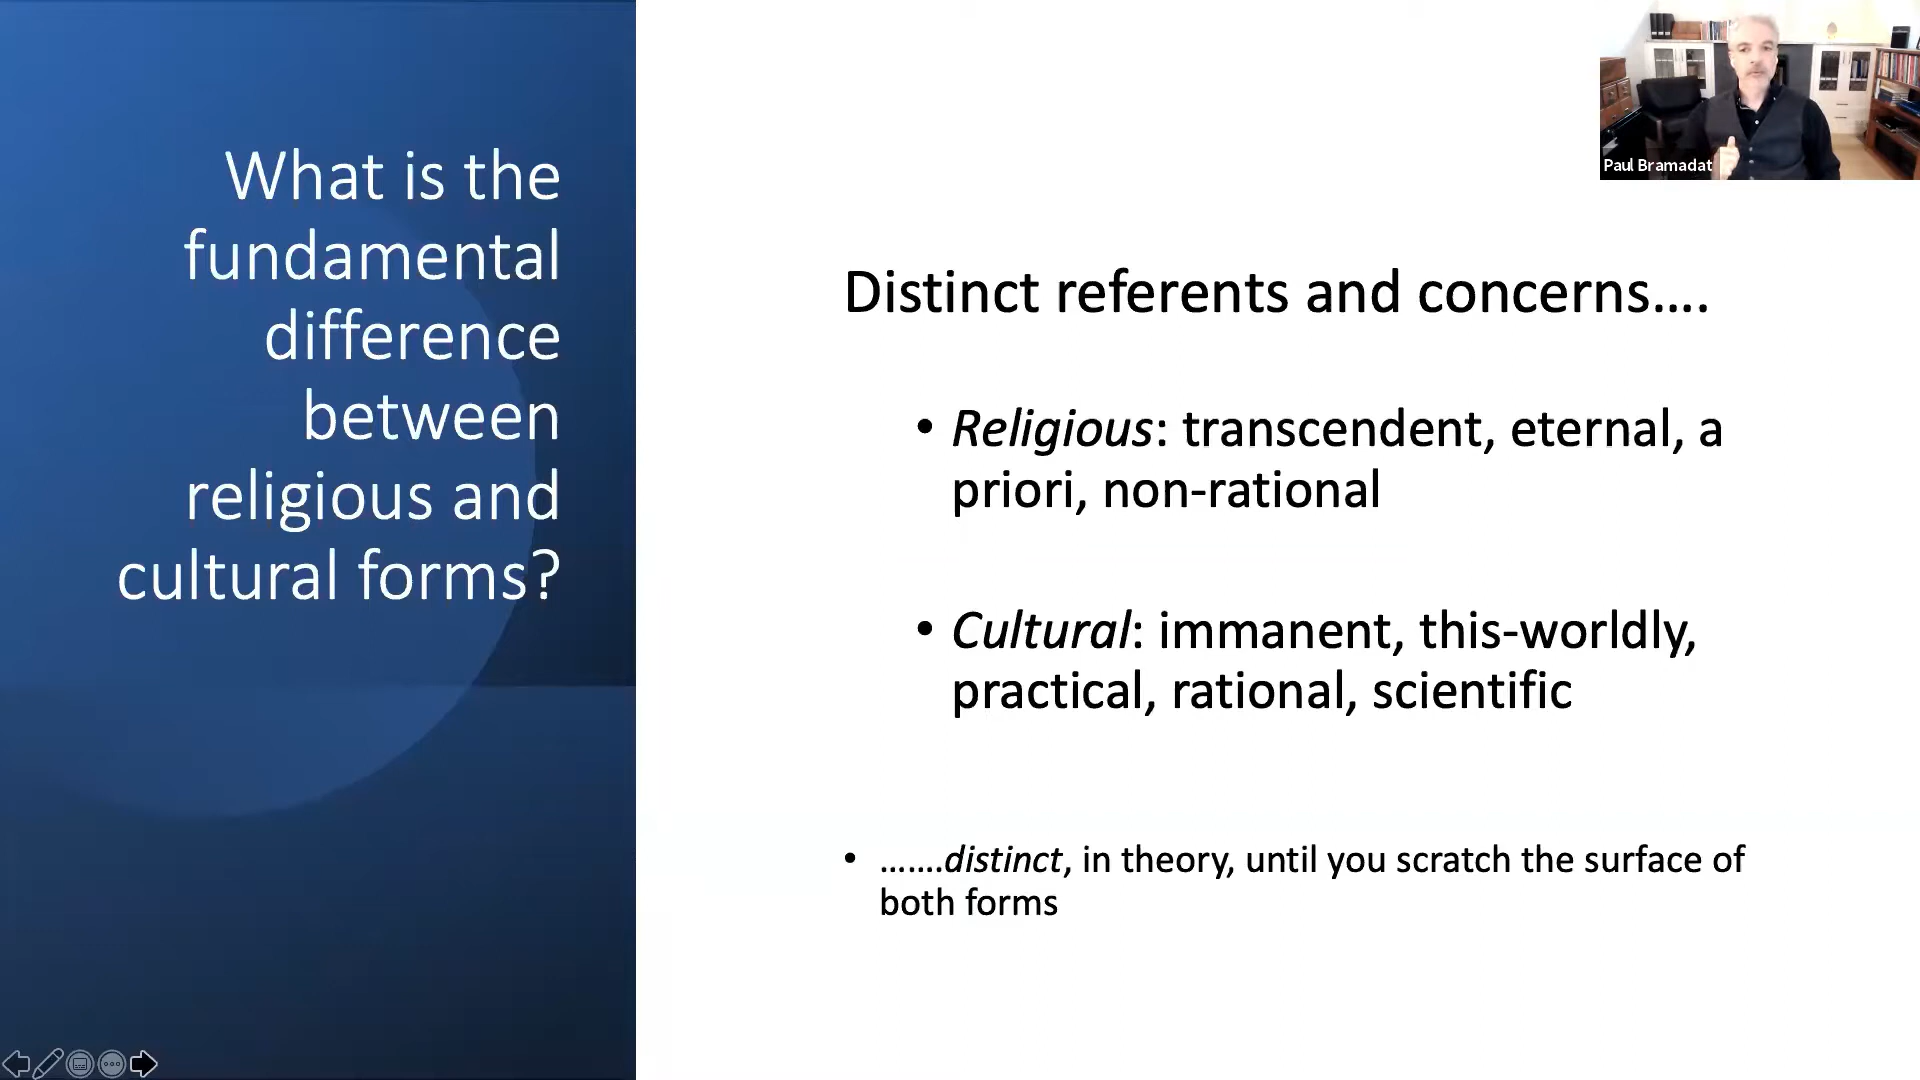 What is the
fundamental
difference
between
religious and
cultural forms?
Paul Bramadat
Distinct referents and concerns….
• Religious: transcendent, eternal, a
priori, non-rational
• Cultural: immanent, this-worldly,
practical, rational, scientific
• …….distinct, in theory, until you scratch the surface of
both forms